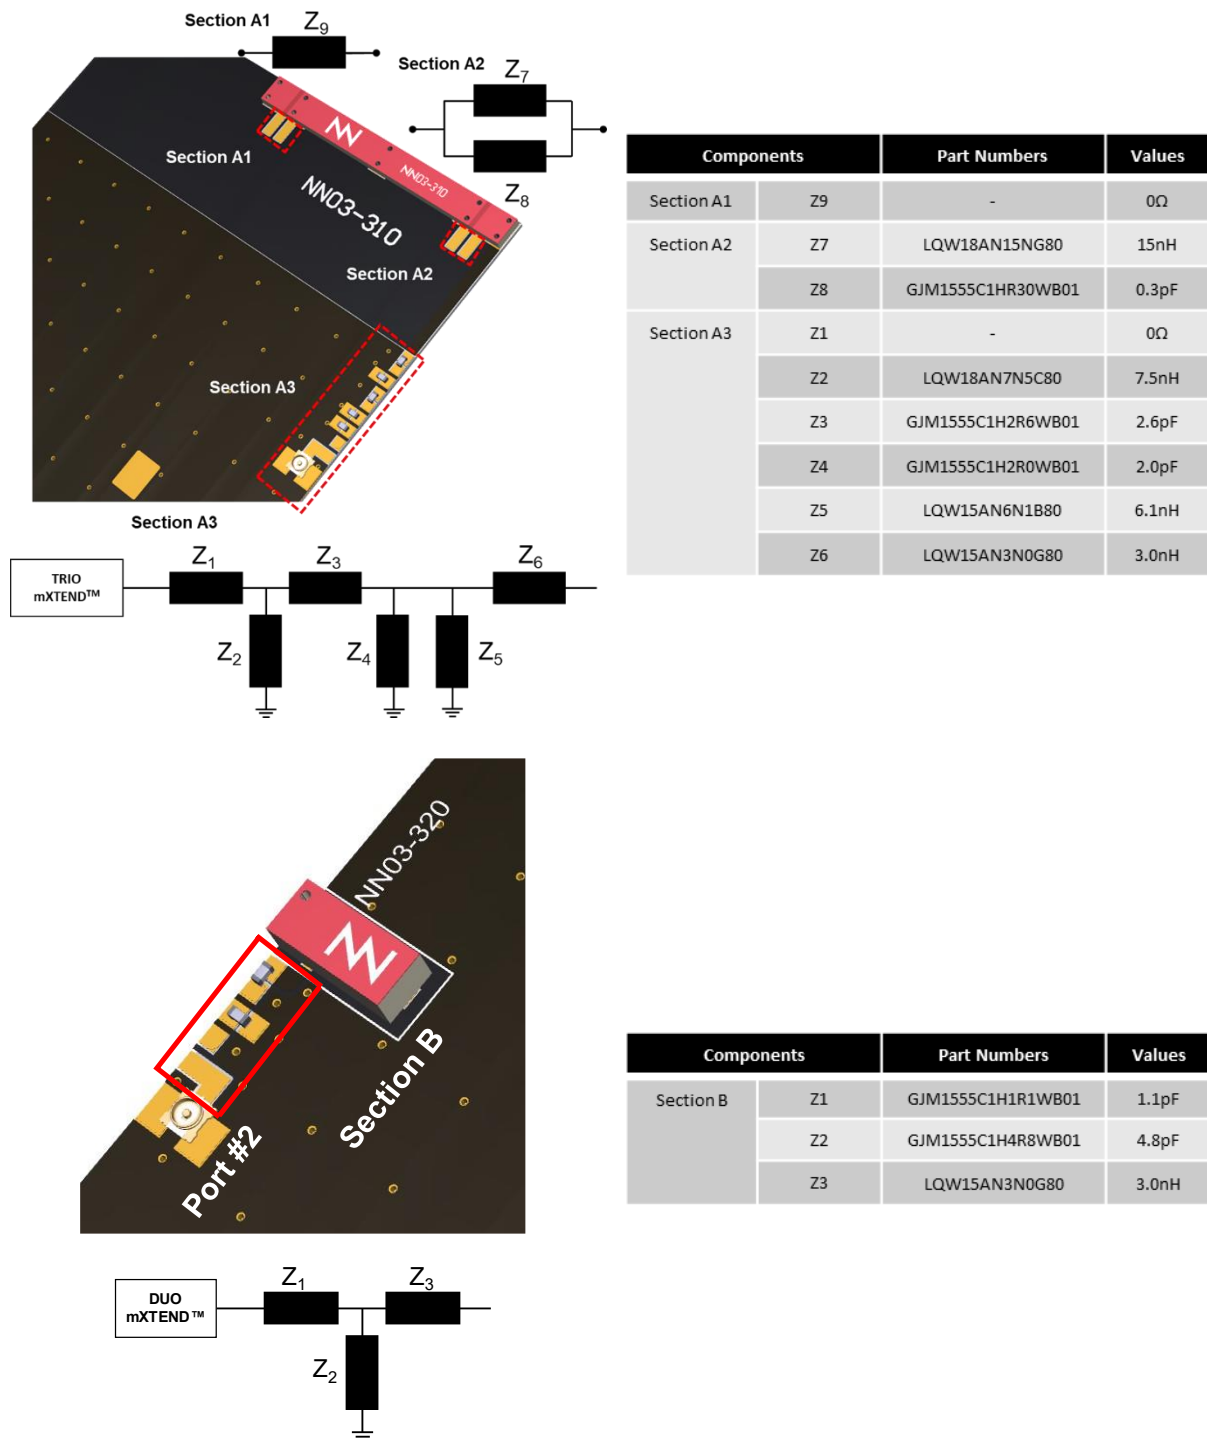 Section A1
Z9
Section A2
Z7
Z8
Section A1
NN03-310
NN03-310
Section A2
Section A3
Components Part Numbers Values
Section A1 Z9 - 0Ω
Section A2 Z7 LQW18AN15NG80 15nH
Z8 GJM1555C1HR30WB01 0.3pF
Section A3 Z1 - 0Ω
Z2 LQW18AN7N5C80 7.5nH
Z3 GJM1555C1H2R6WB01 2.6pF
Z4 GJM1555C1H2R0WB01 2.0pF
Z5 LQW15AN6N1B80 6.1nH
Z6 LQW15AN3N0G80 3.0nH
Section A3
TRIO
mXTEND™
Z1
Z3
Z6
Z2
Z4
Z5
NN03-320
Section B
Port #2
Components Part Numbers Values
Section B Z1 GJM1555C1H1R1WB01 1.1pF
Z2 GJM1555C1H4R8WB01 4.8pF
Z3 LQW15AN3N0G80 3.0nH
DUO
mXTEND™
Z1
Z3
Z2